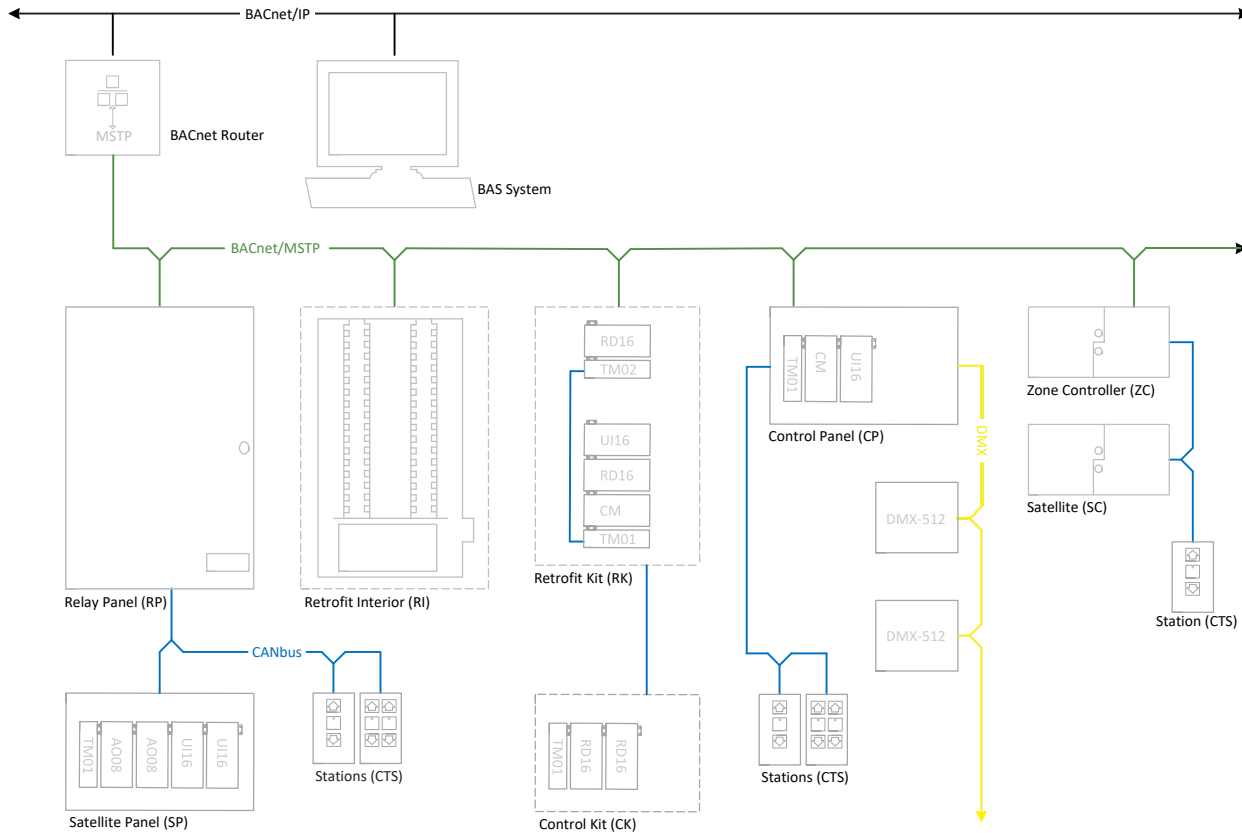 BACnet/IP
MSTP
BACnet Router
BAS System
BACnet/MSTP
RD16
TM02
UI16
RD16
CM
TM01
TM01
CM
UI16
DMX
DMX-512
DMX-512
Zone Controller (ZC)
Control Panel (CP)
Satellite (SC)
Retrofit Kit (RK)
Relay Panel (RP)
Retrofit Interior (RI)
Station (CTS)
CANbus
TM01
AO08
AO08
UI16
UI16
Stations (CTS)
TM01
RD16
RD16
Stations (CTS)
Satellite Panel (SP)
Control Kit (CK)